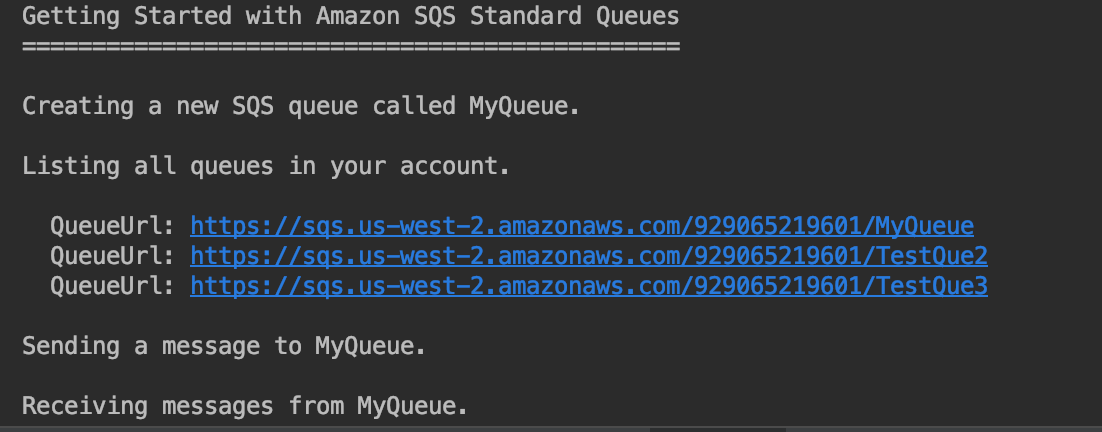 Getting Started with Amazon SQS Standard Queues
===============================================
Creating a new SQS queue called MyQueue.
Listing all queues in your account.
QueueUrl: https://sqs.us-west-2.amazonaws.com/929065219601/MyQueue
QueueUrl: https://sqs.us-west-2.amazonaws.com/929065219601/TestQue2
QueueUrl: https://sqs.us-west-2.amazonaws.com/929065219601/TestQue3
Sending a message to MyQueue.
Receiving messages from MyQueue.